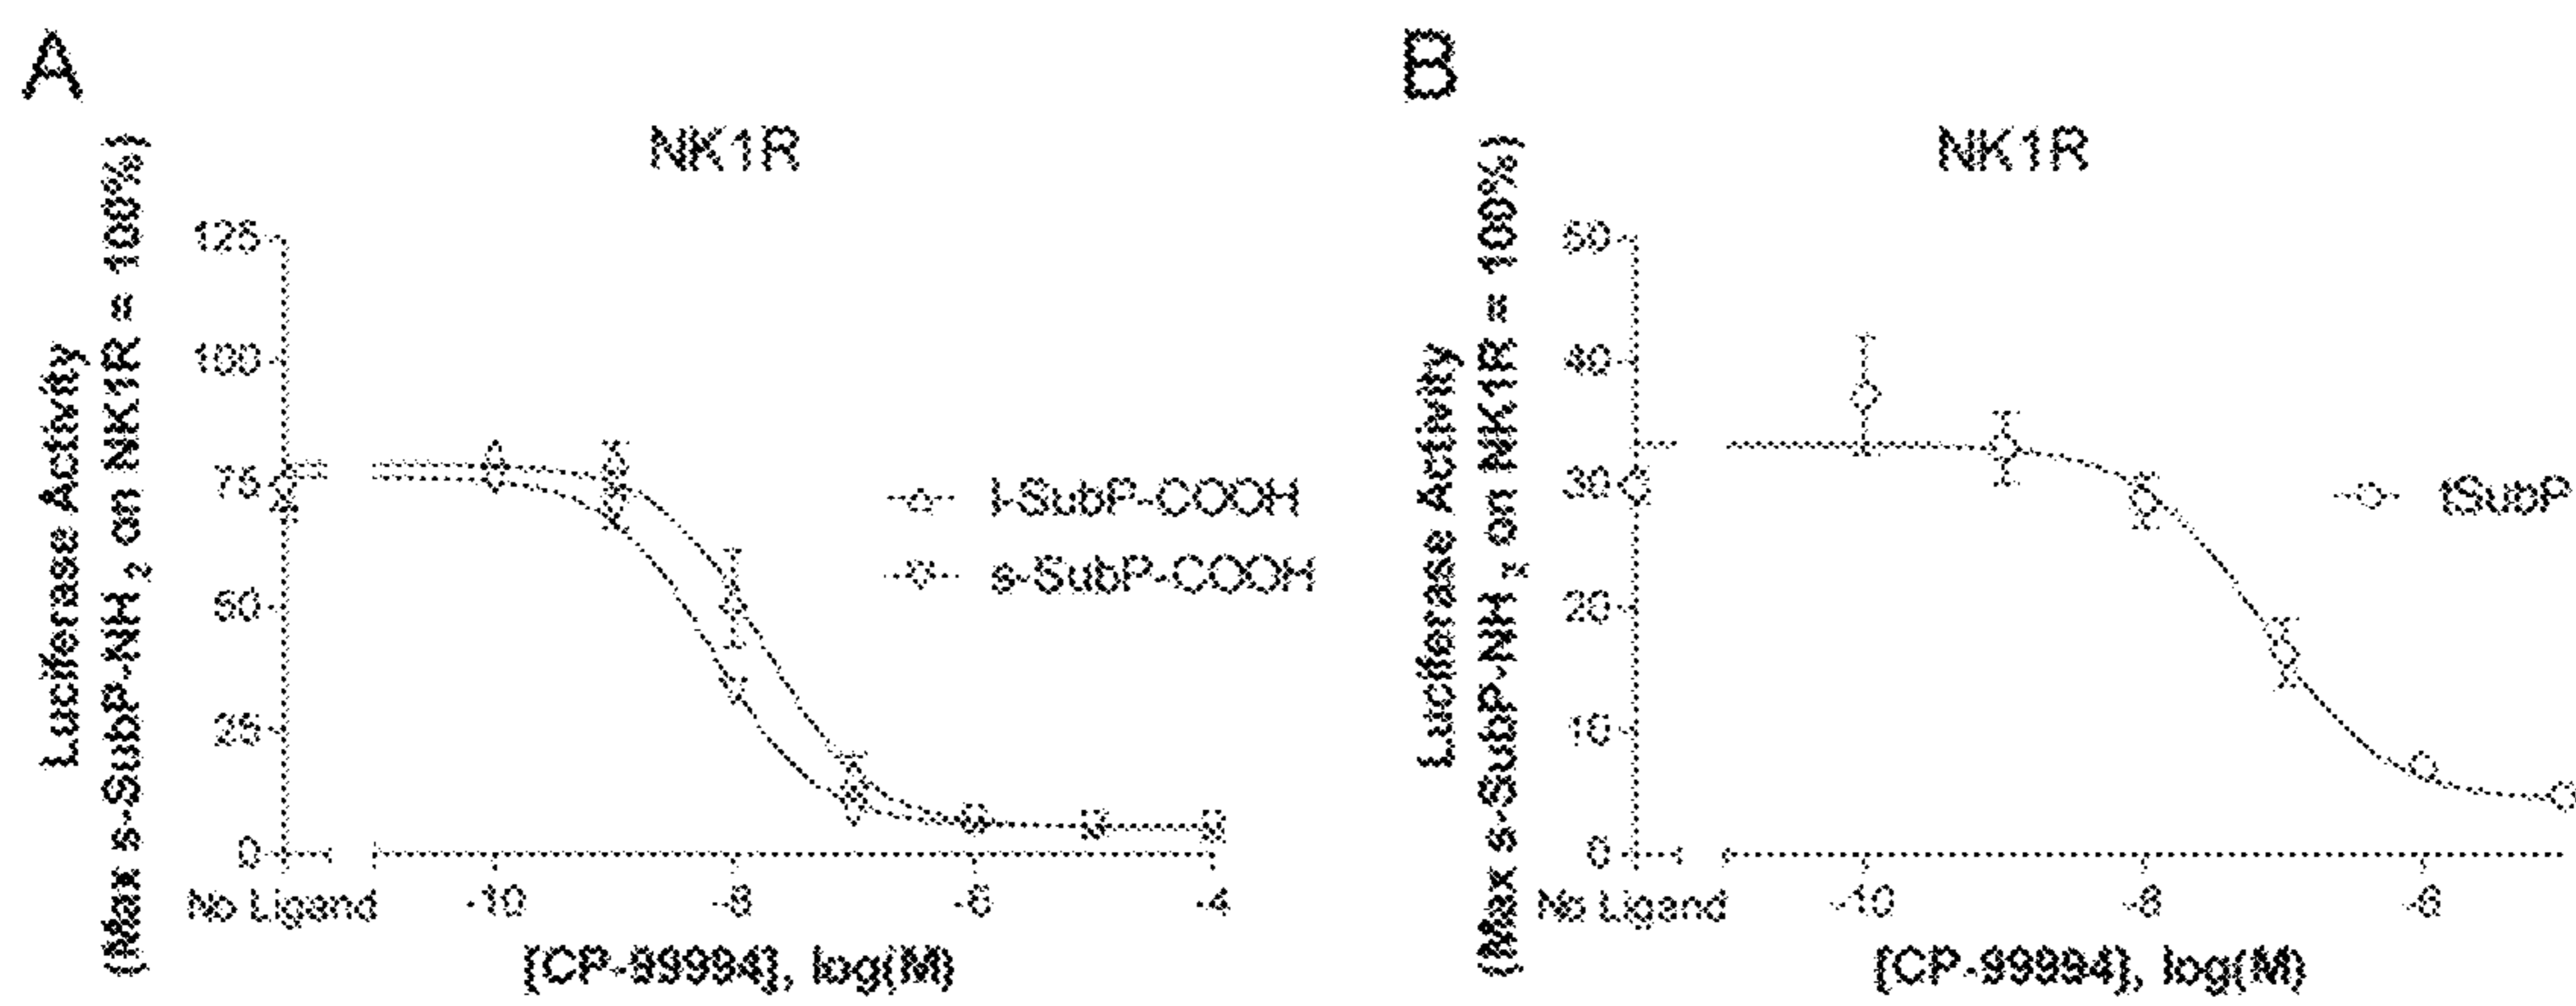 A
NK1R
Luciferase Activity
(Max s-SubP-NH2 on NK1R = 100%)
125
100
75
50
25
0
No Ligand
-10
-8
-6
-4
[CP-99994], log(M)
l-SubP-COOH
s-SubP-COOH
B
NK1R
Luciferase Activity
(Max s-SubP-NH2 on NK1R = 100%)
50
40
30
20
10
0
No Ligand
-10
-8
-6
[CP-99994], log(M)
tSubP